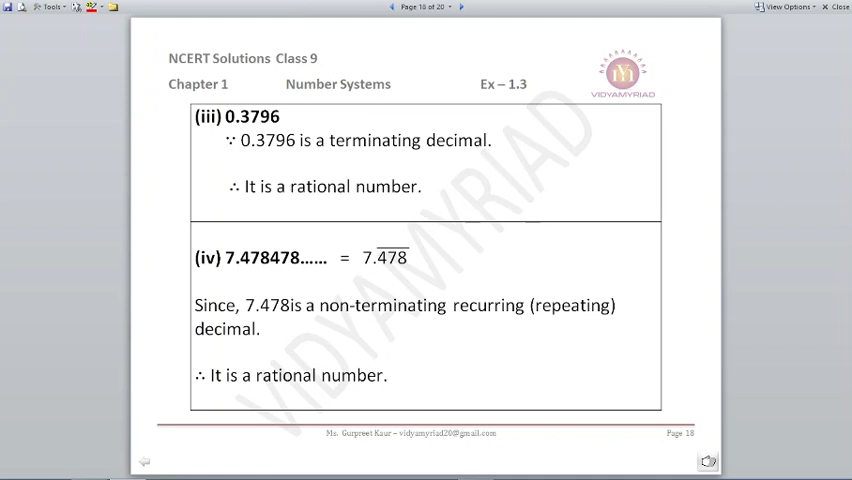 Tools
Page 18 of 20
View Options
Close
NCERT Solutions Class 9
Chapter 1 Number Systems Ex – 1.3
VIDYAMYRIAD
(iii) 0.3796
∵ 0.3796 is a terminating decimal.
∴ It is a rational number.
(iv) 7.478478...... = 7.4̅7̅8̅
Since, 7.478is a non-terminating recurring (repeating)
decimal.
∴ It is a rational number.
VIDYAMYRIAD
Ms. Gurpreet Kaur – vidyamyriad20@gmail.com Page 18